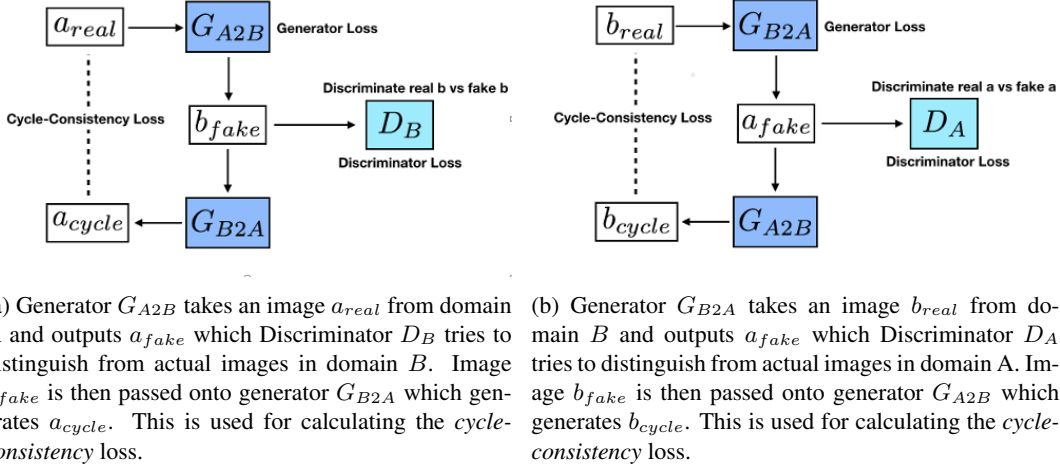 a_real G_A2B Generator Loss
Discriminate real b vs fake b
Cycle-Consistency Loss b_fake D_B
Discriminator Loss
a_cycle G_B2A
b_real G_B2A Generator Loss
Discriminate real a vs fake a
Cycle-Consistency Loss a_fake D_A
Discriminator Loss
b_cycle G_A2B
) Generator G_A2B takes an image a_real from domain
and outputs a_fake which Discriminator D_B tries to
istinguish from actual images in domain B. Image
fake is then passed onto generator G_B2A which gen-
rates a_cycle. This is used for calculating the cycle-
onsistency loss.
(b) Generator G_B2A takes an image b_real from do-
main B and outputs a_fake which Discriminator D_A
tries to distinguish from actual images in domain A. Im-
age b_fake is then passed onto generator G_A2B which
generates b_cycle. This is used for calculating the cycle-
consistency loss.